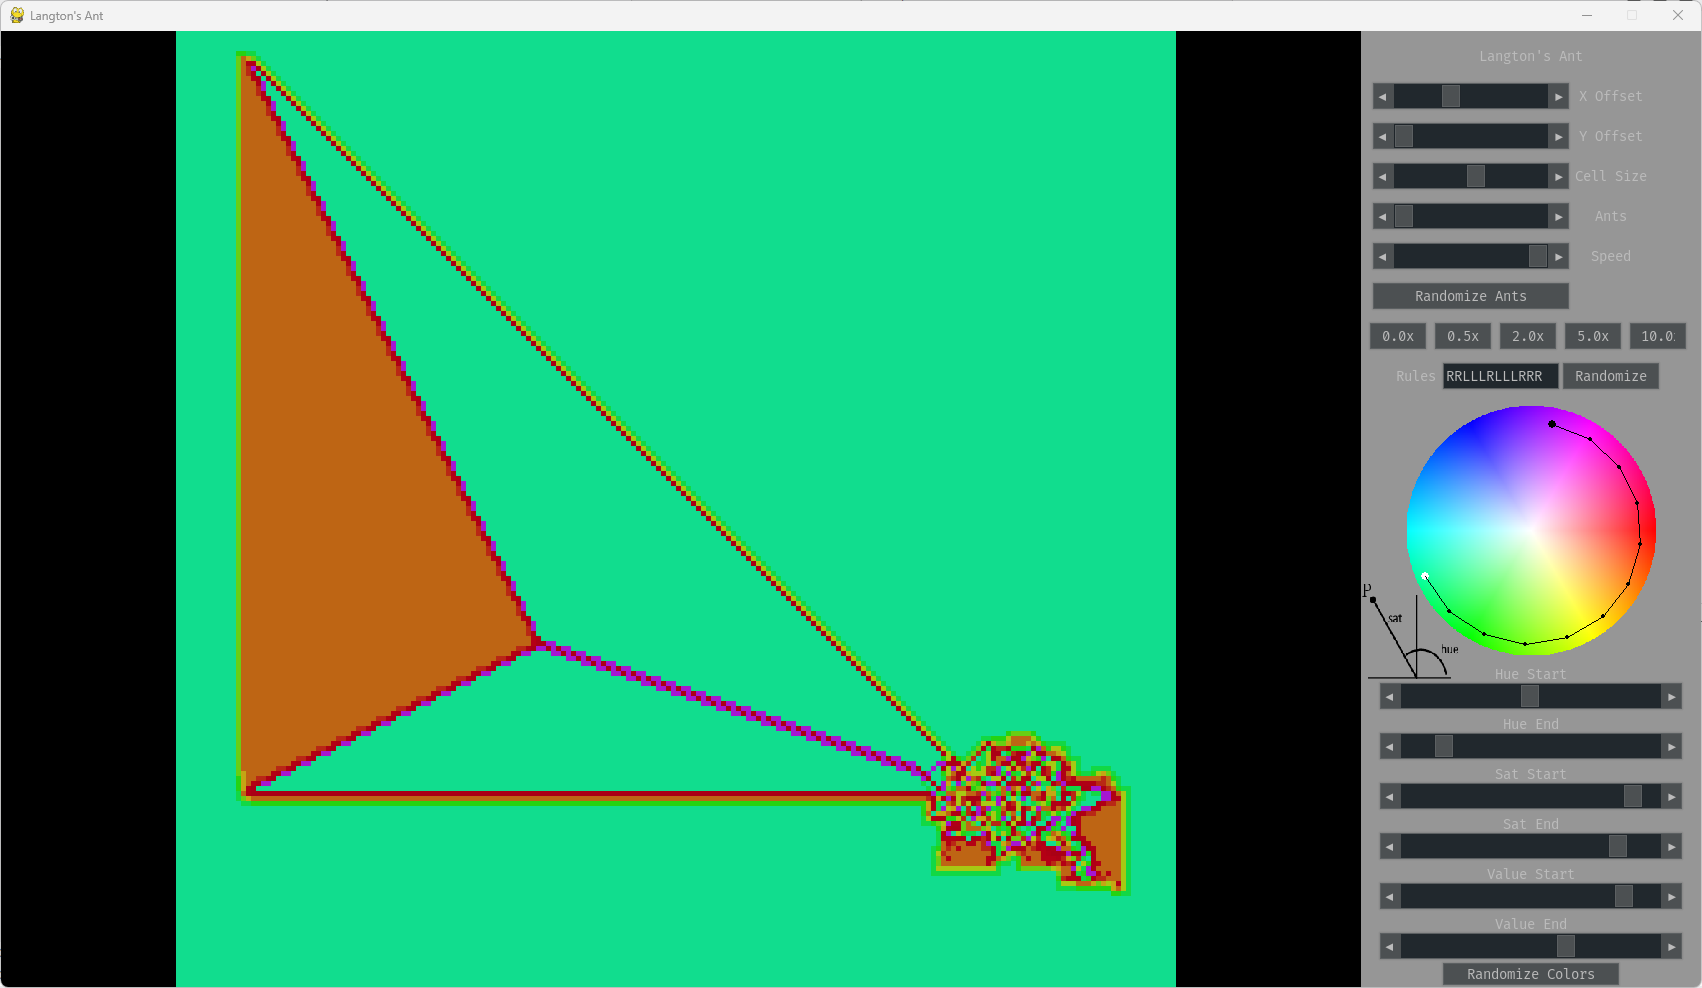 Langton's Ant
Langton's Ant
X Offset
Y Offset
Cell Size
Ants
Speed
Randomize Ants
0.0x 0.5x 2.0x 5.0x 10.0
Rules RRLLLRLLLRRR Randomize
P
sat
hue
Hue Start
Hue End
Sat Start
Sat End
Value Start
Value End
Randomize Colors